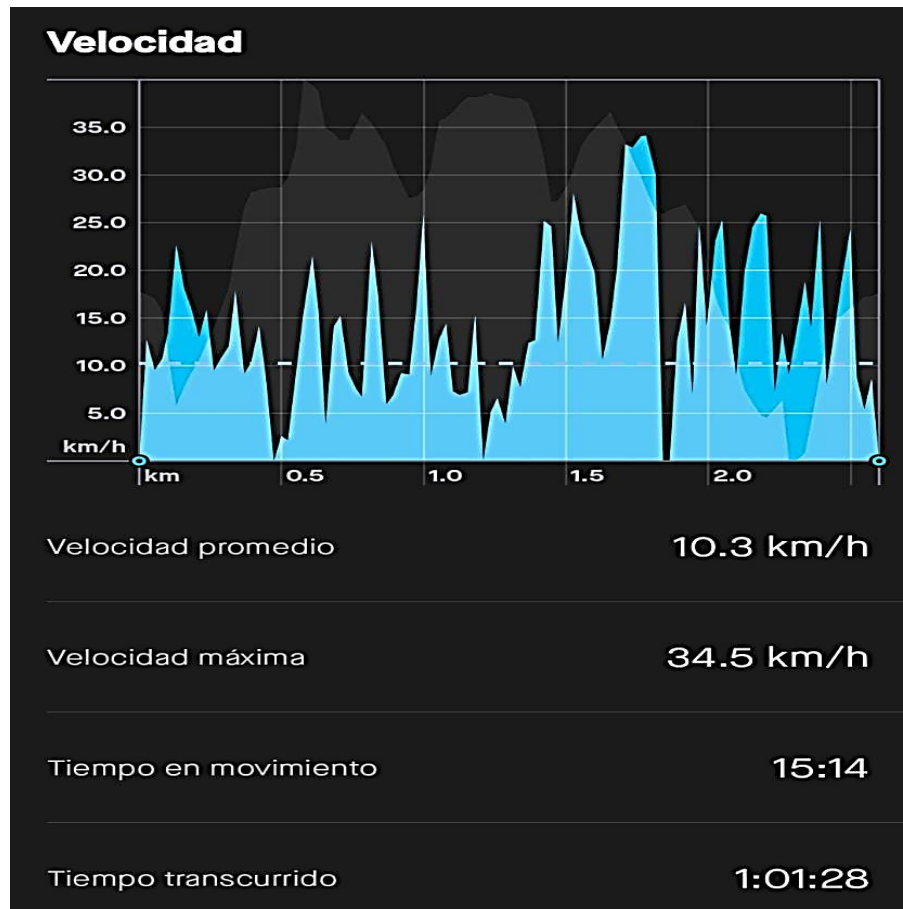 Velocidad
35.0
30.0
25.0
20.0
15.0
10.0
5.0
km/h
km 0.5 1.0 1.5 2.0
Velocidad promedio 10.3 km/h
Velocidad máxima 34.5 km/h
Tiempo en movimiento 15:14
Tiempo transcurrido 1:01:28